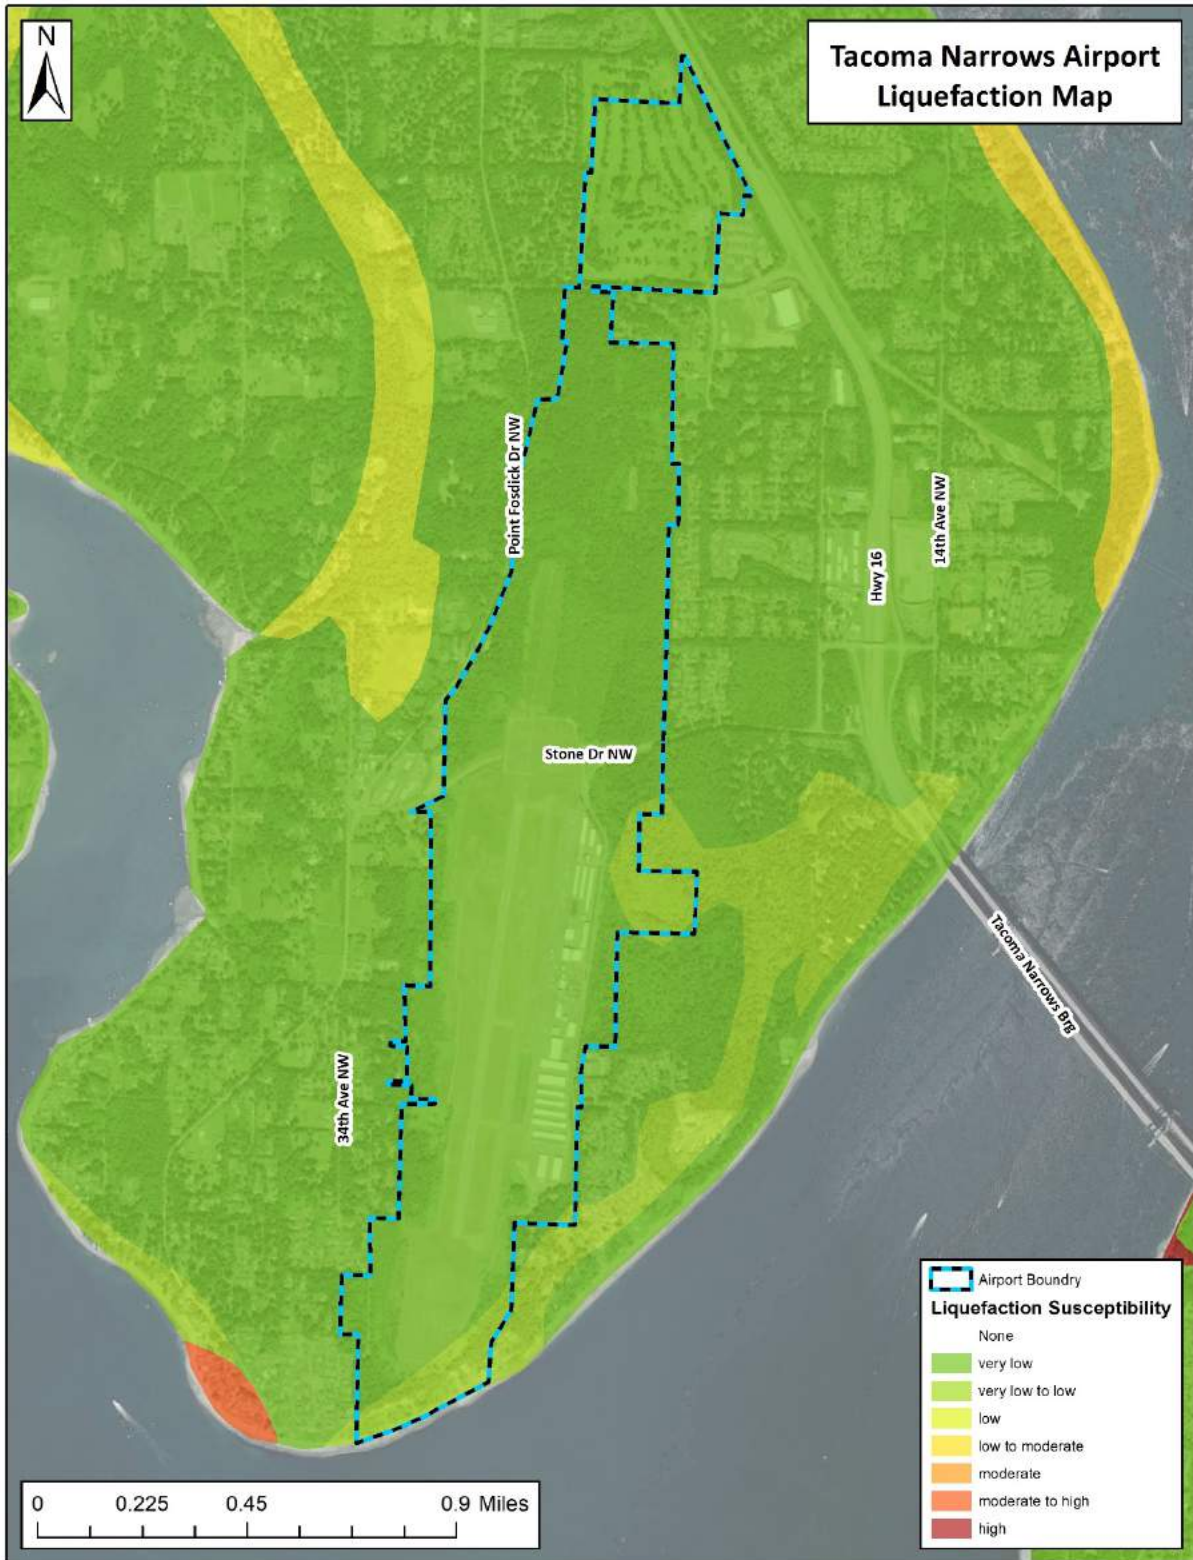 N
Tacoma Narrows Airport
Liquefaction Map
Point Fosdick Dr NW
14th Ave NW
Hwy 16
Stone Dr NW
Tacoma Narrows Brg
34th Ave NW
Airport Boundry
Liquefaction Susceptibility
None
very low
very low to low
low
low to moderate
moderate
moderate to high
high
0 0.225 0.45 0.9 Miles